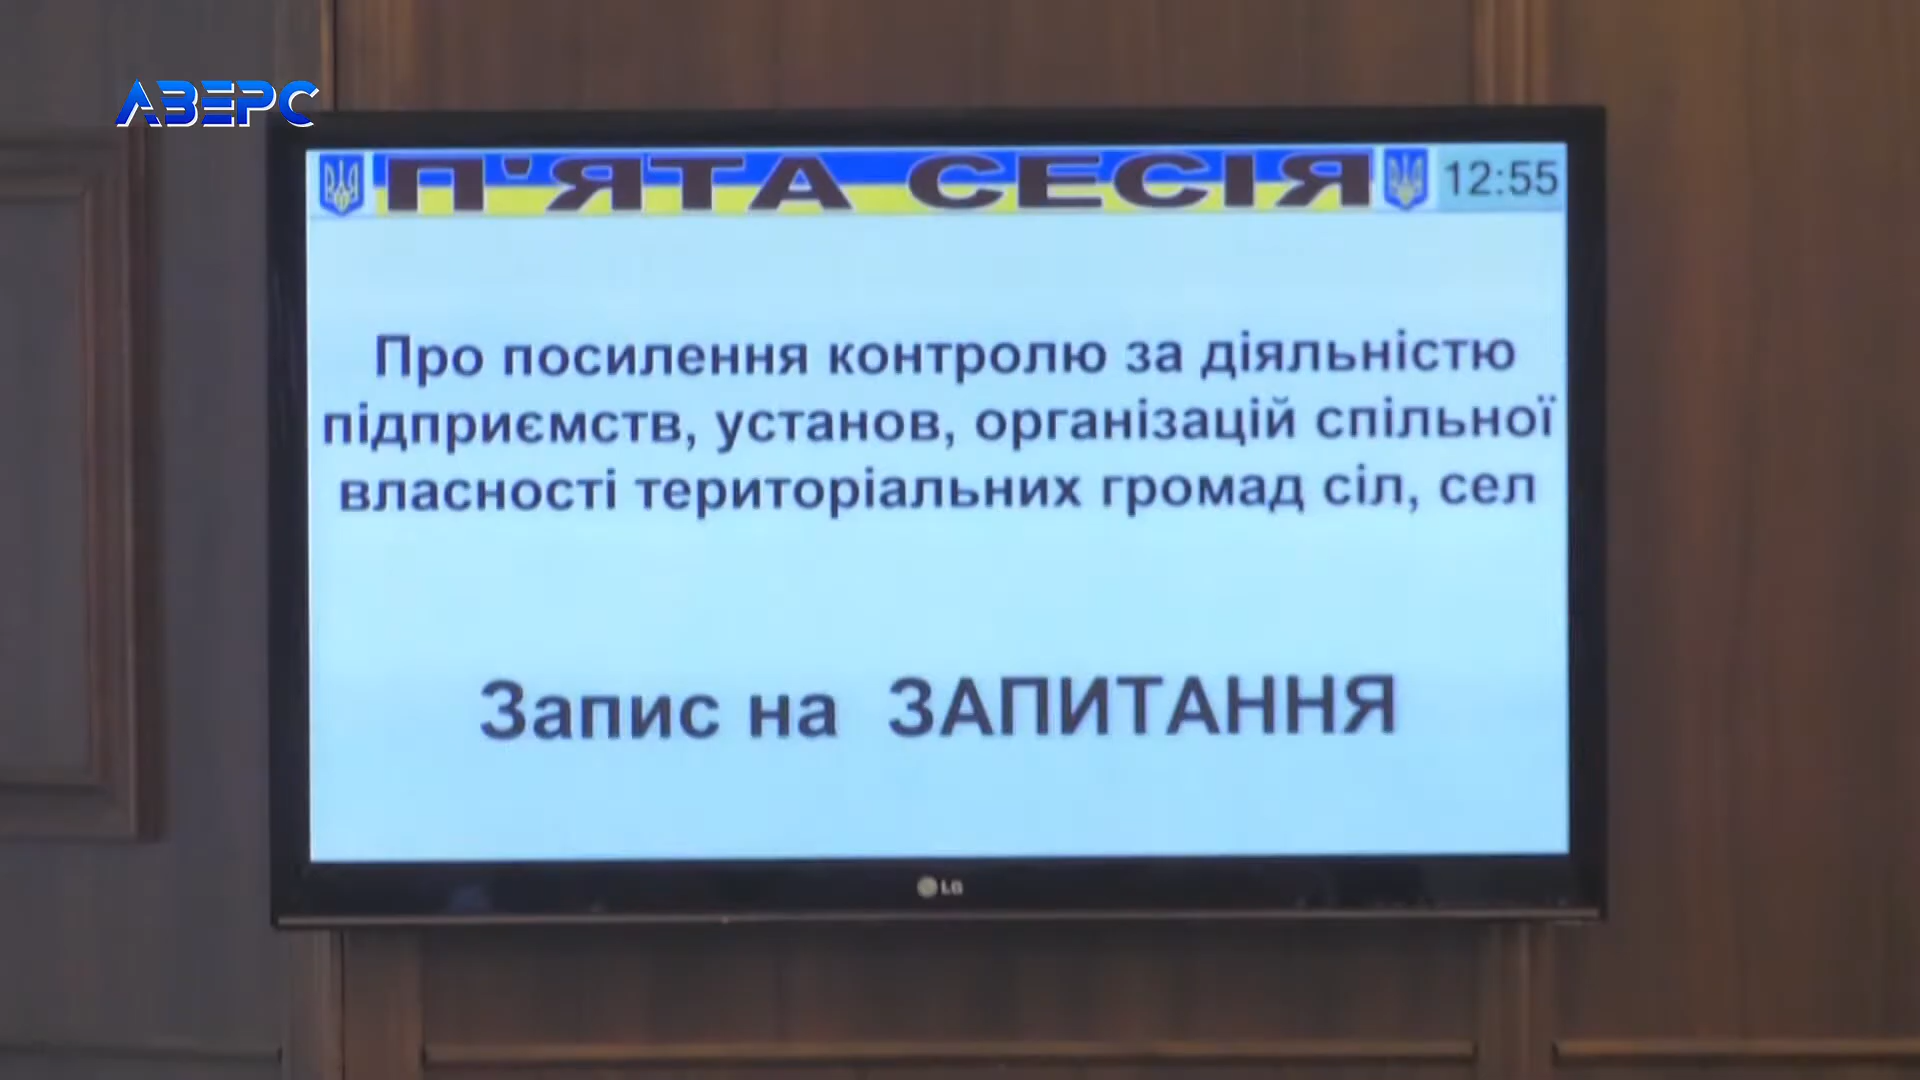 АВЕРС
П'ЯТА СЕСІЯ 12:55
Про посилення контролю за діяльністю
підприємств, установ, організацій спільної
власності територіальних громад сіл, сел
Запис на ЗАПИТАННЯ
LG